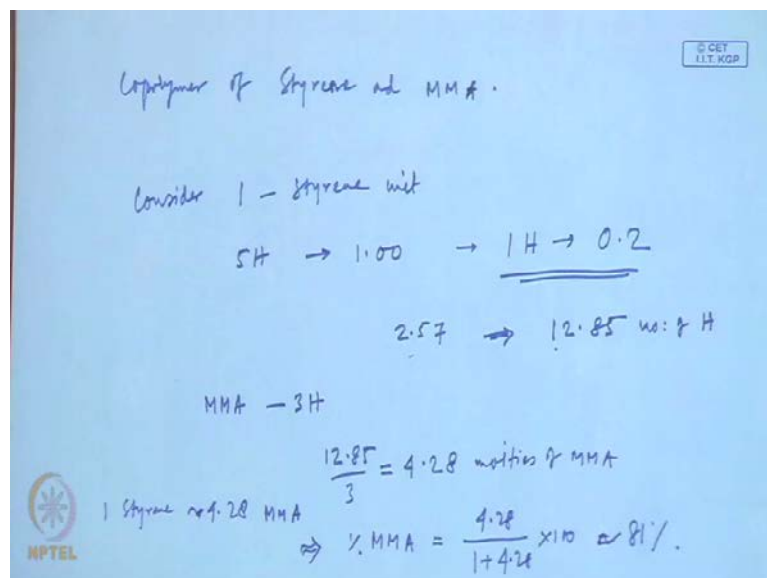 © CET
I.I.T. KGP
Copolymer of Styrene ad MMA.
Consider 1 - Styrene unit
5H → 1.00 → 1H → 0.2
2.57 → 12.85 no: of H
MMA - 3H
12.85/3 = 4.28 moities of MMA
1 Styrene 4.28 MMA
⇒ % MMA = 4.28/1+4.28 ×100 ≈ 81%.
NPTEL